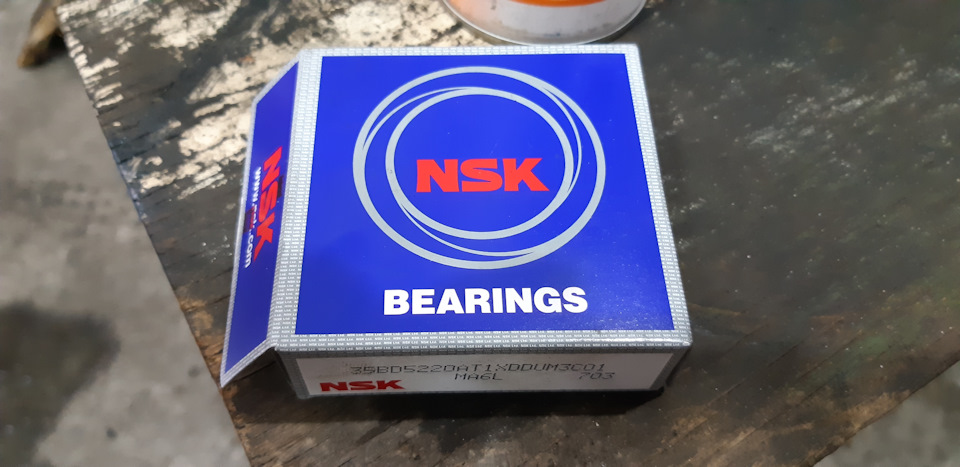 NSK
BEARINGS
NSK
35BD5220AT1XDDUM3C01
MA6L 703
NSK